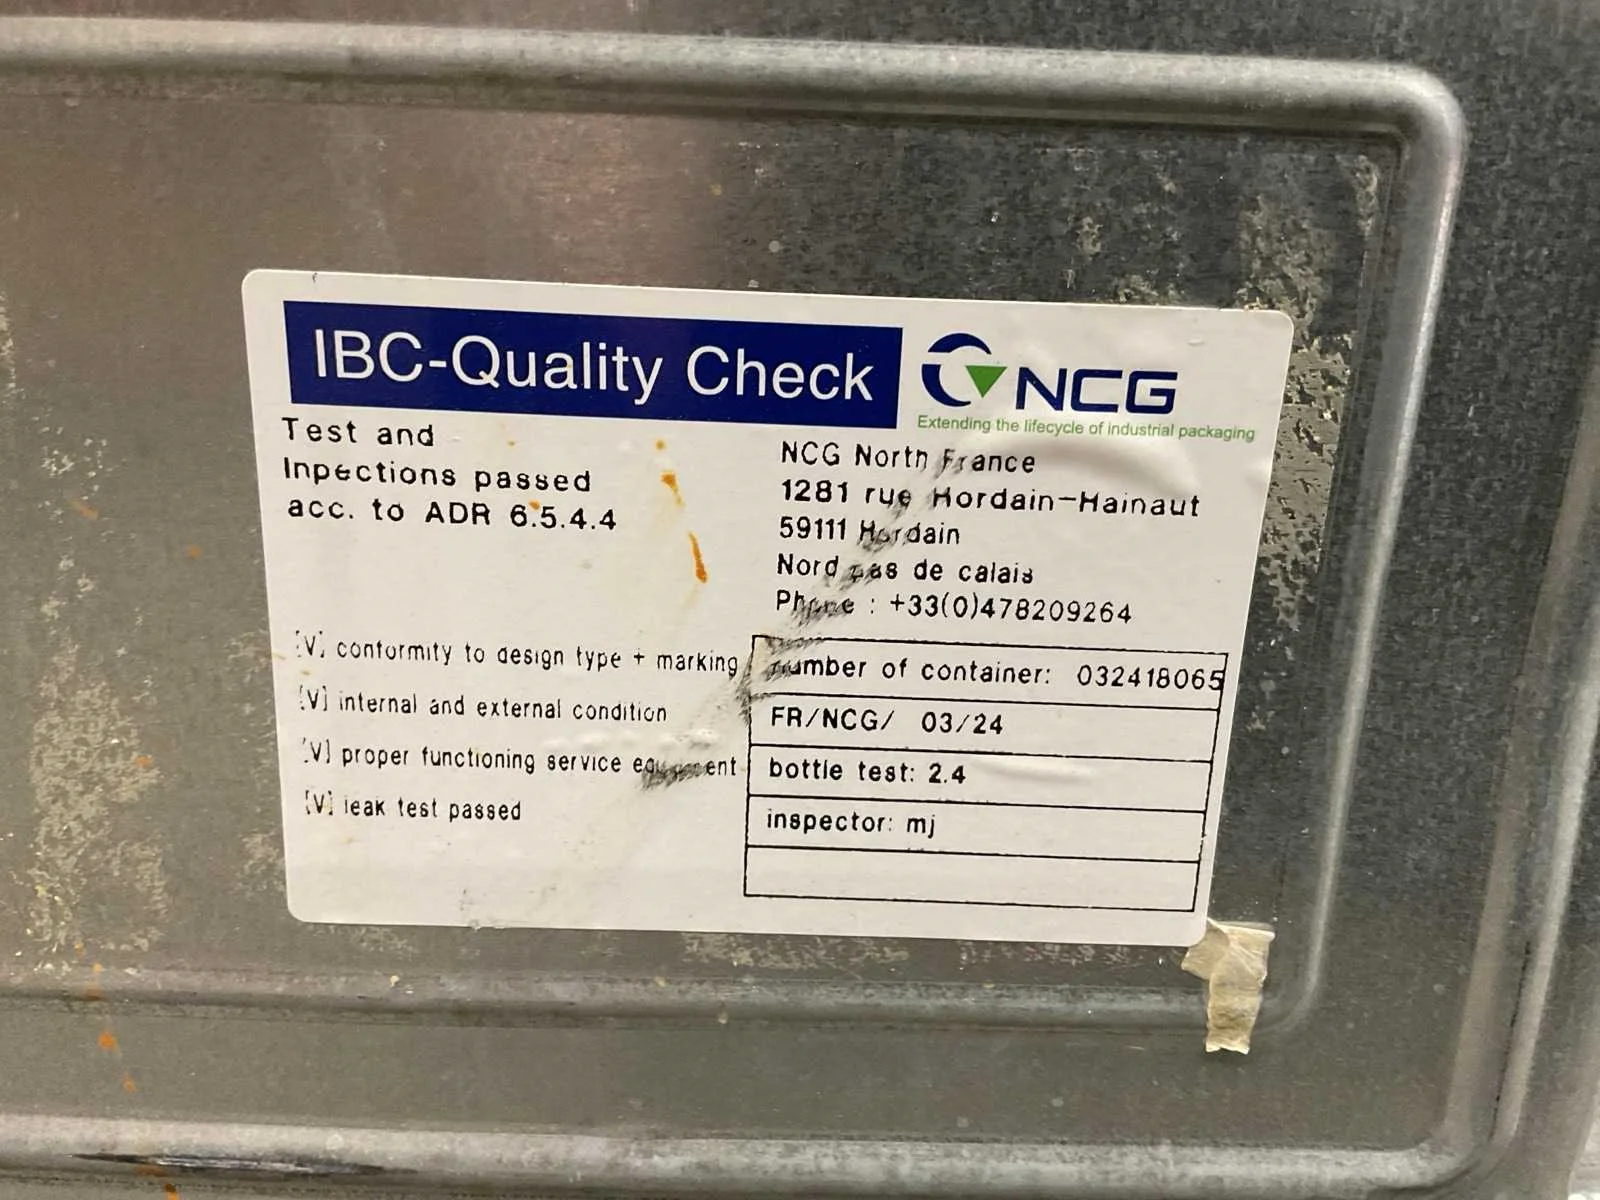 IBC-Quality Check
NCG
Extending the lifecycle of industrial packaging
Test and
Inpections passed
acc. to ADR 6.5.4.4
NCG North France
1281 rue Hordain-Hainaut
59111 Hordain
Nord pas de calais
Phone : +33(0)478209264
[V] conformity to design type + marking
[V] internal and external condition
[V] proper functioning service equipment
[V] leak test passed
number of container: 032418065
FR/NCG/ 03/24
bottle test: 2.4
inspector: mj